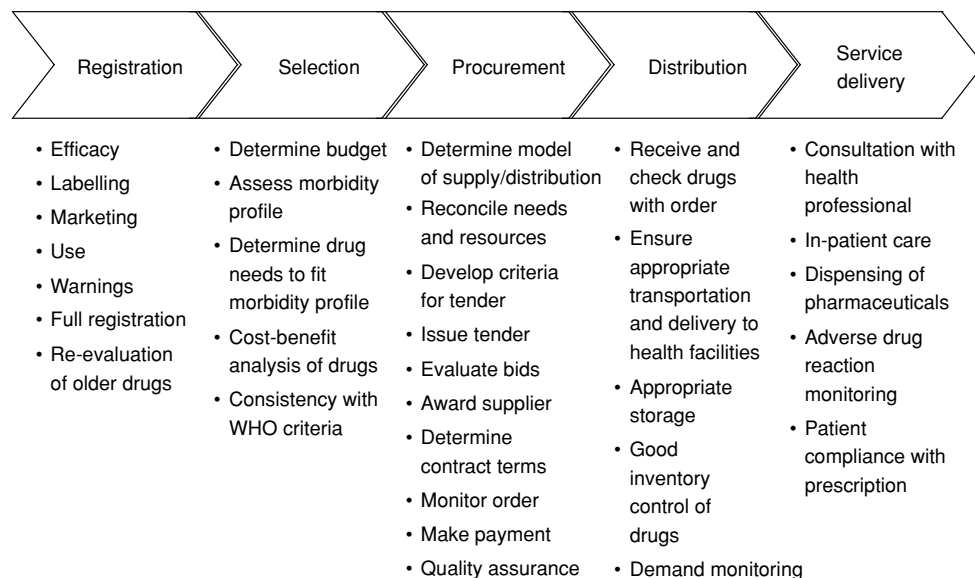 Registration
Selection
Procurement
Distribution
Service
delivery
• Efficacy
• Labelling
• Marketing
• Use
• Warnings
• Full registration
• Re-evaluation
of older drugs
• Determine budget
• Assess morbidity
profile
• Determine drug
needs to fit
morbidity profile
• Cost-benefit
analysis of drugs
• Consistency with
WHO criteria
• Determine model
of supply/distribution
• Reconcile needs
and resources
• Develop criteria
for tender
• Issue tender
• Evaluate bids
• Award supplier
• Determine
contract terms
• Monitor order
• Make payment
• Quality assurance
• Receive and
check drugs
with order
• Ensure
appropriate
transportation
and delivery to
health facilities
• Appropriate
storage
• Good
inventory
control of
drugs
• Demand monitoring
• Consultation with
health
professional
• In-patient care
• Dispensing of
pharmaceuticals
• Adverse drug
reaction
monitoring
• Patient
compliance with
prescription